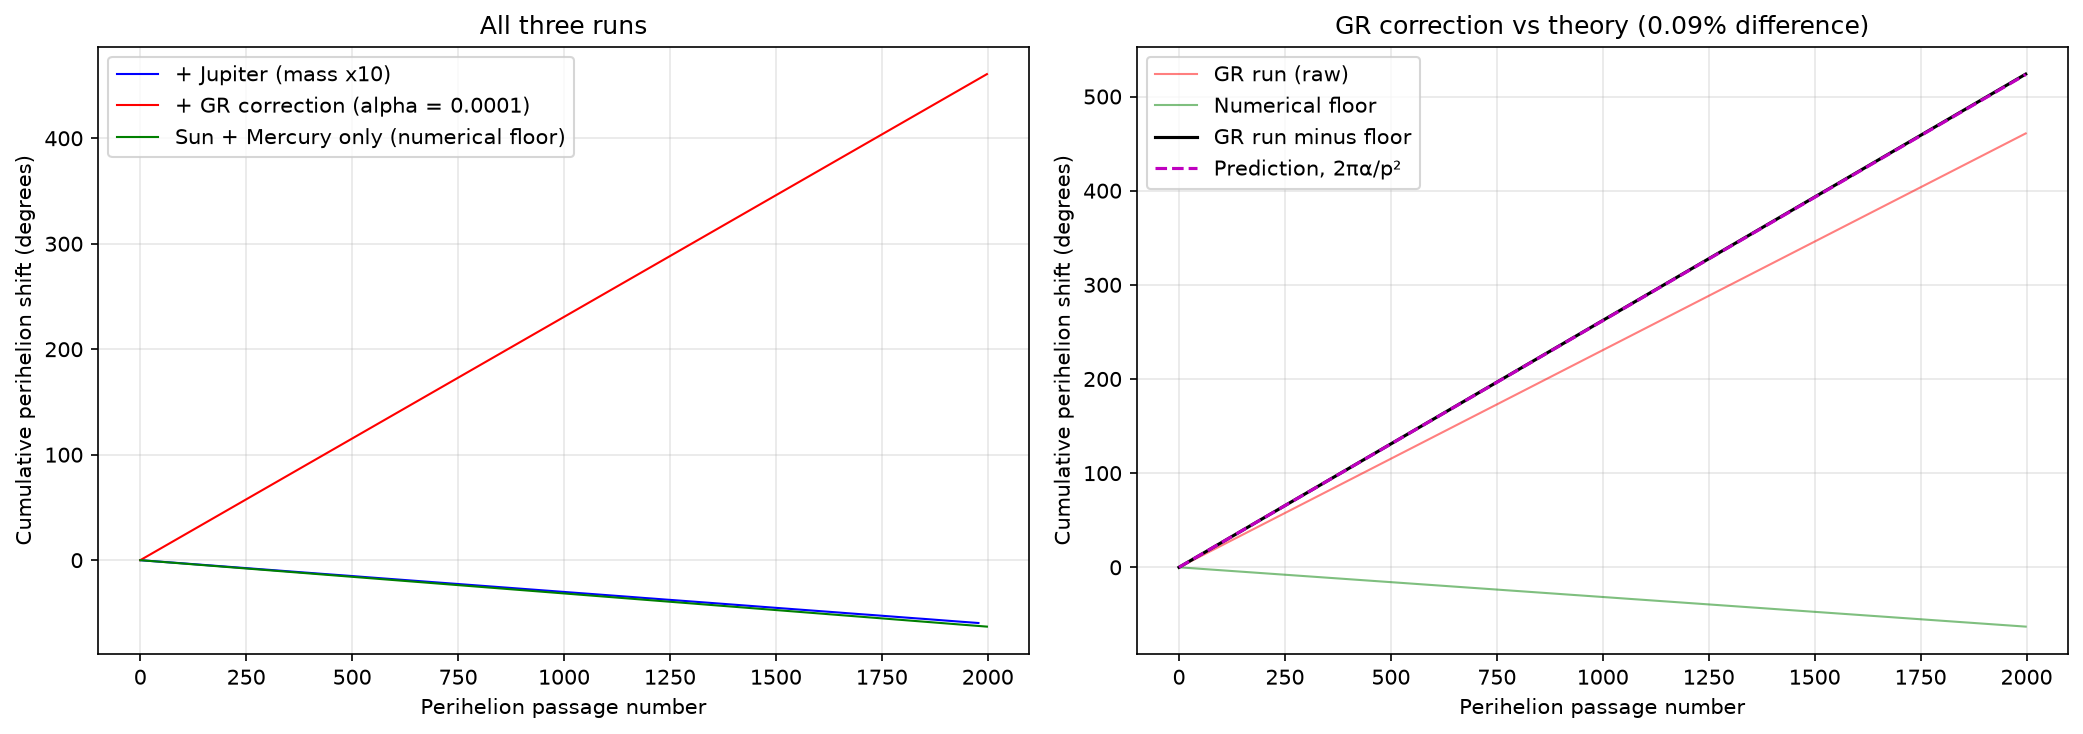 All three runs
+ Jupiter (mass x10)
+ GR correction (alpha = 0.0001)
Sun + Mercury only (numerical floor)
Cumulative perihelion shift (degrees)
400
300
200
100
0
0 250 500 750 1000 1250 1500 1750 2000
Perihelion passage number
GR correction vs theory (0.09% difference)
GR run (raw)
Numerical floor
GR run minus floor
Prediction, 2πα/p²
Cumulative perihelion shift (degrees)
500
400
300
200
100
0
0 250 500 750 1000 1250 1500 1750 2000
Perihelion passage number